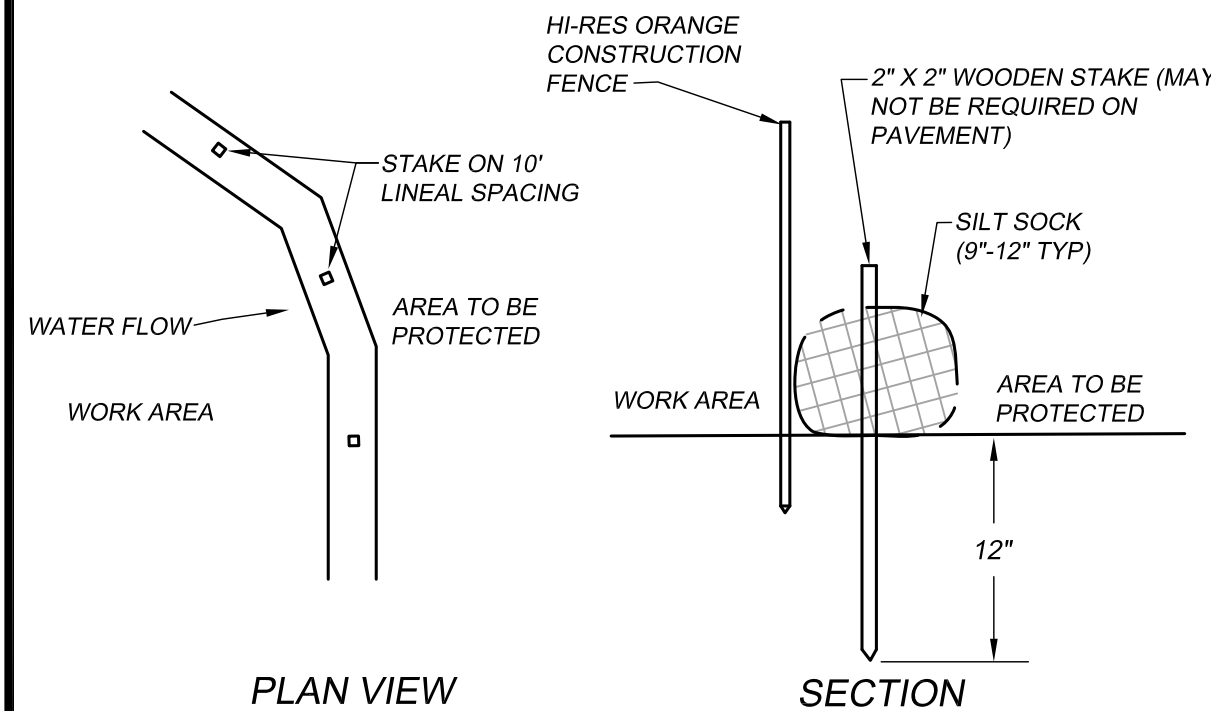 HI-RES ORANGE
CONSTRUCTION
FENCE
2" X 2" WOODEN STAKE (MAY
NOT BE REQUIRED ON
PAVEMENT)
STAKE ON 10'
LINEAL SPACING
SILT SOCK
(9"-12" TYP)
WATER FLOW
AREA TO BE
PROTECTED
WORK AREA
WORK AREA
AREA TO BE
PROTECTED
12"
PLAN VIEW
SECTION